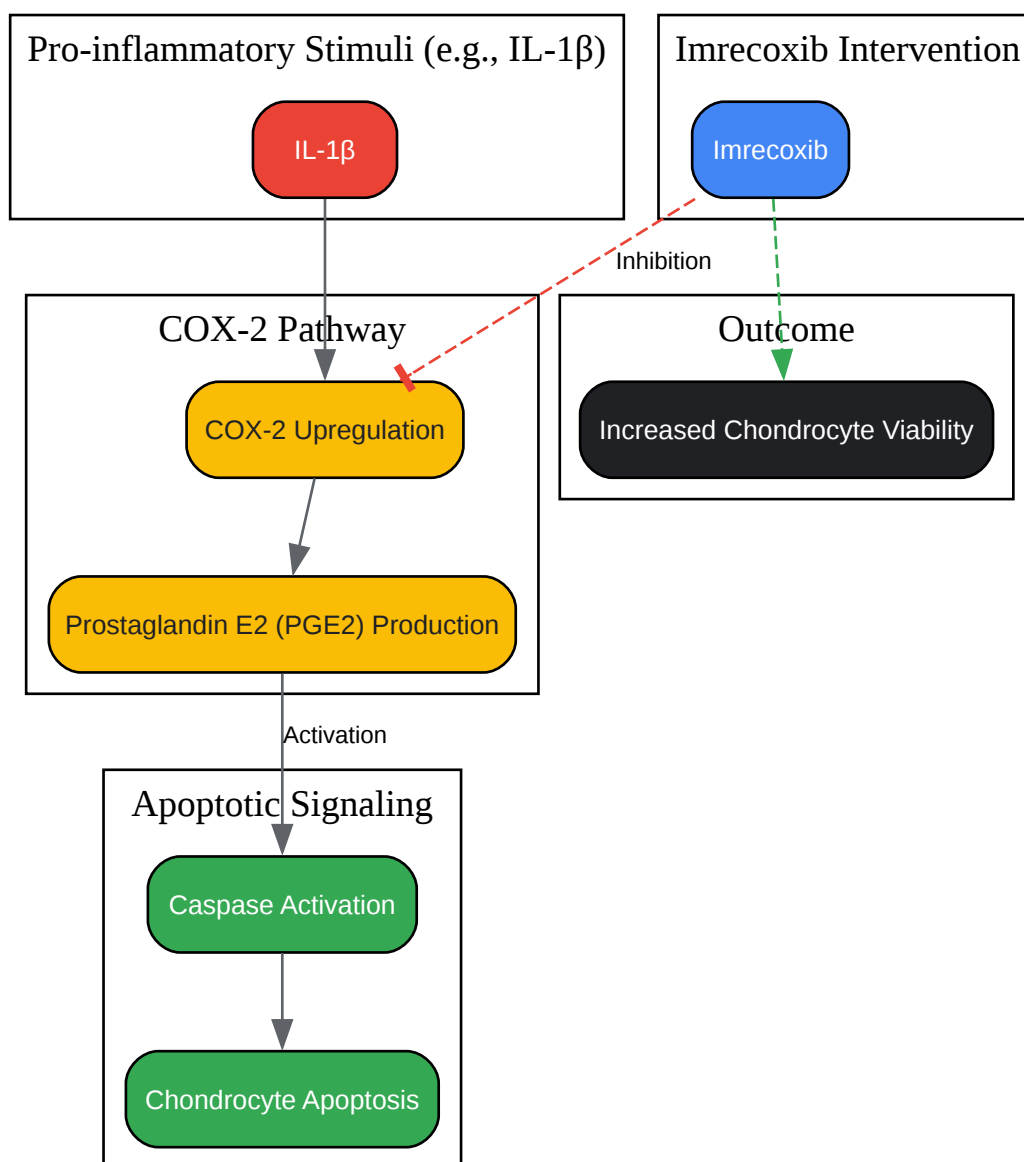 Pro-inflammatory Stimuli (e.g., IL-1β)
Imrecoxib Intervention
IL-1β
Imrecoxib
Inhibition
COX-2 Pathway
Outcome
COX-2 Upregulation
Increased Chondrocyte Viability
Prostaglandin E2 (PGE2) Production
Activation
Apoptotic Signaling
Caspase Activation
Chondrocyte Apoptosis